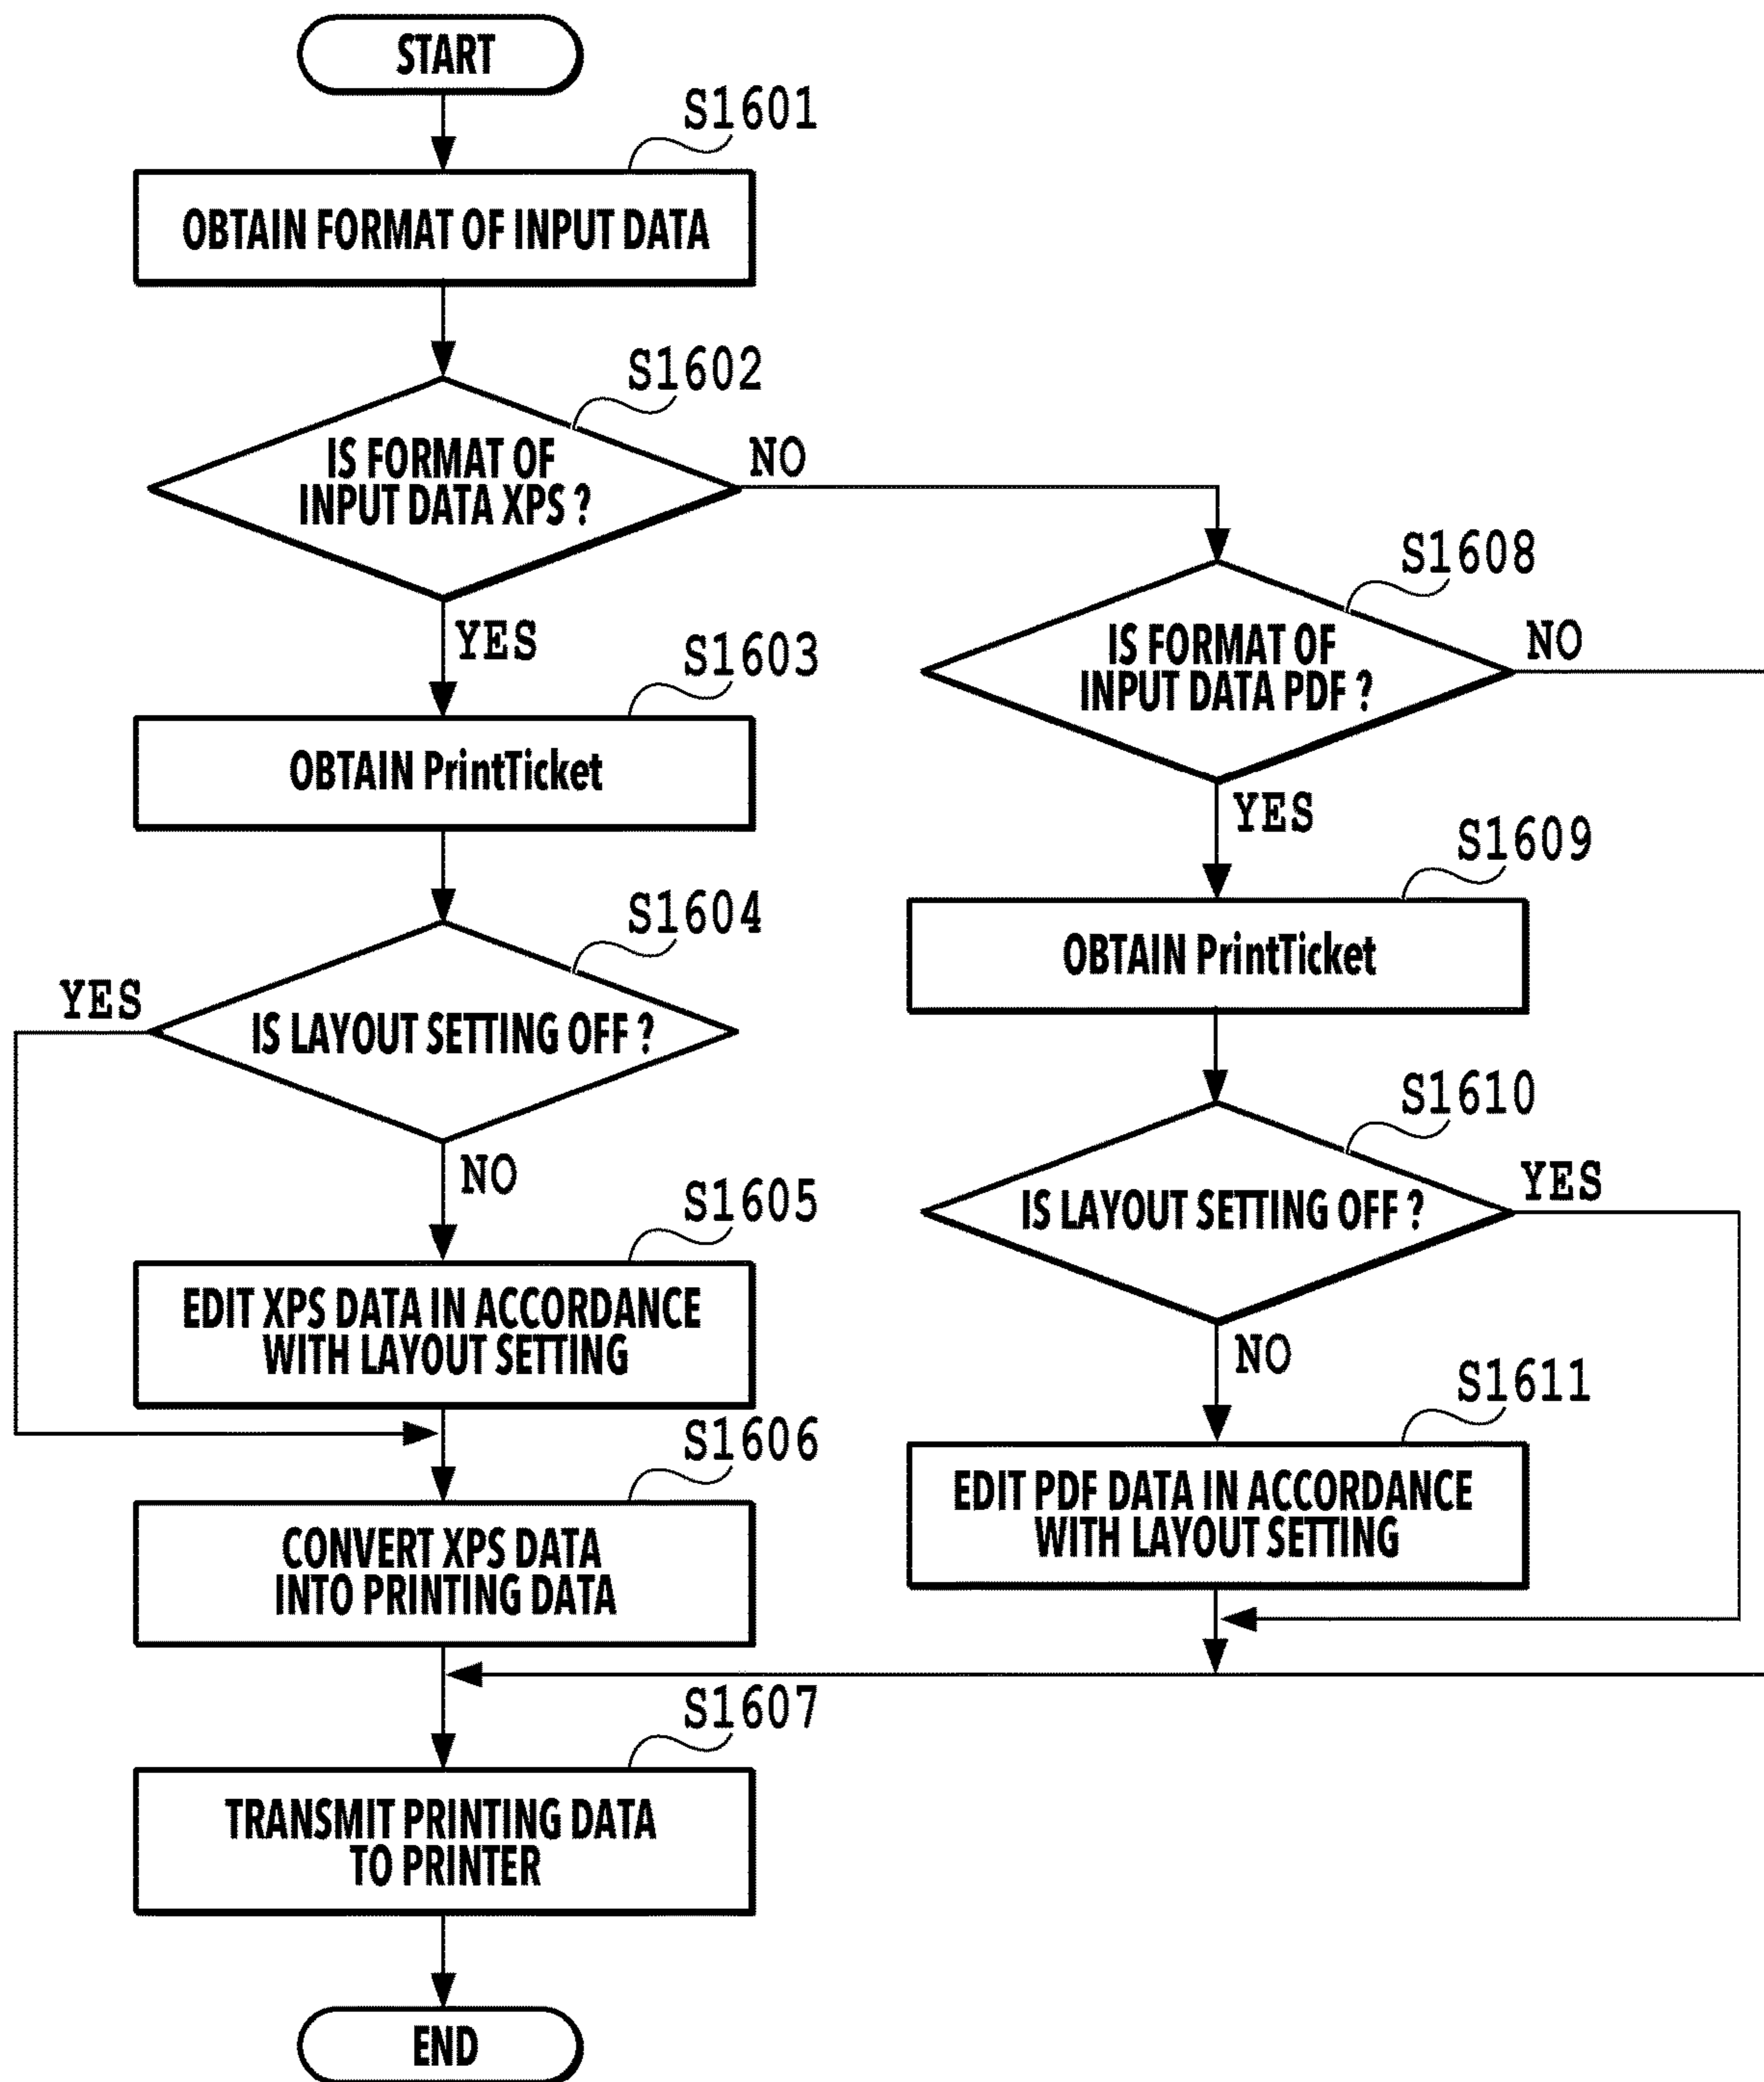 START
S1601
OBTAIN FORMAT OF INPUT DATA
S1602
IS FORMAT OF
INPUT DATA XPS ?
NO
YES
S1603
OBTAIN PrintTicket
S1604
YES
IS LAYOUT SETTING OFF ?
NO
S1605
EDIT XPS DATA IN ACCORDANCE
WITH LAYOUT SETTING
S1606
CONVERT XPS DATA
INTO PRINTING DATA
S1607
TRANSMIT PRINTING DATA
TO PRINTER
END
S1608
IS FORMAT OF
INPUT DATA PDF ?
NO
YES
S1609
OBTAIN PrintTicket
S1610
IS LAYOUT SETTING OFF ?
YES
NO
S1611
EDIT PDF DATA IN ACCORDANCE
WITH LAYOUT SETTING